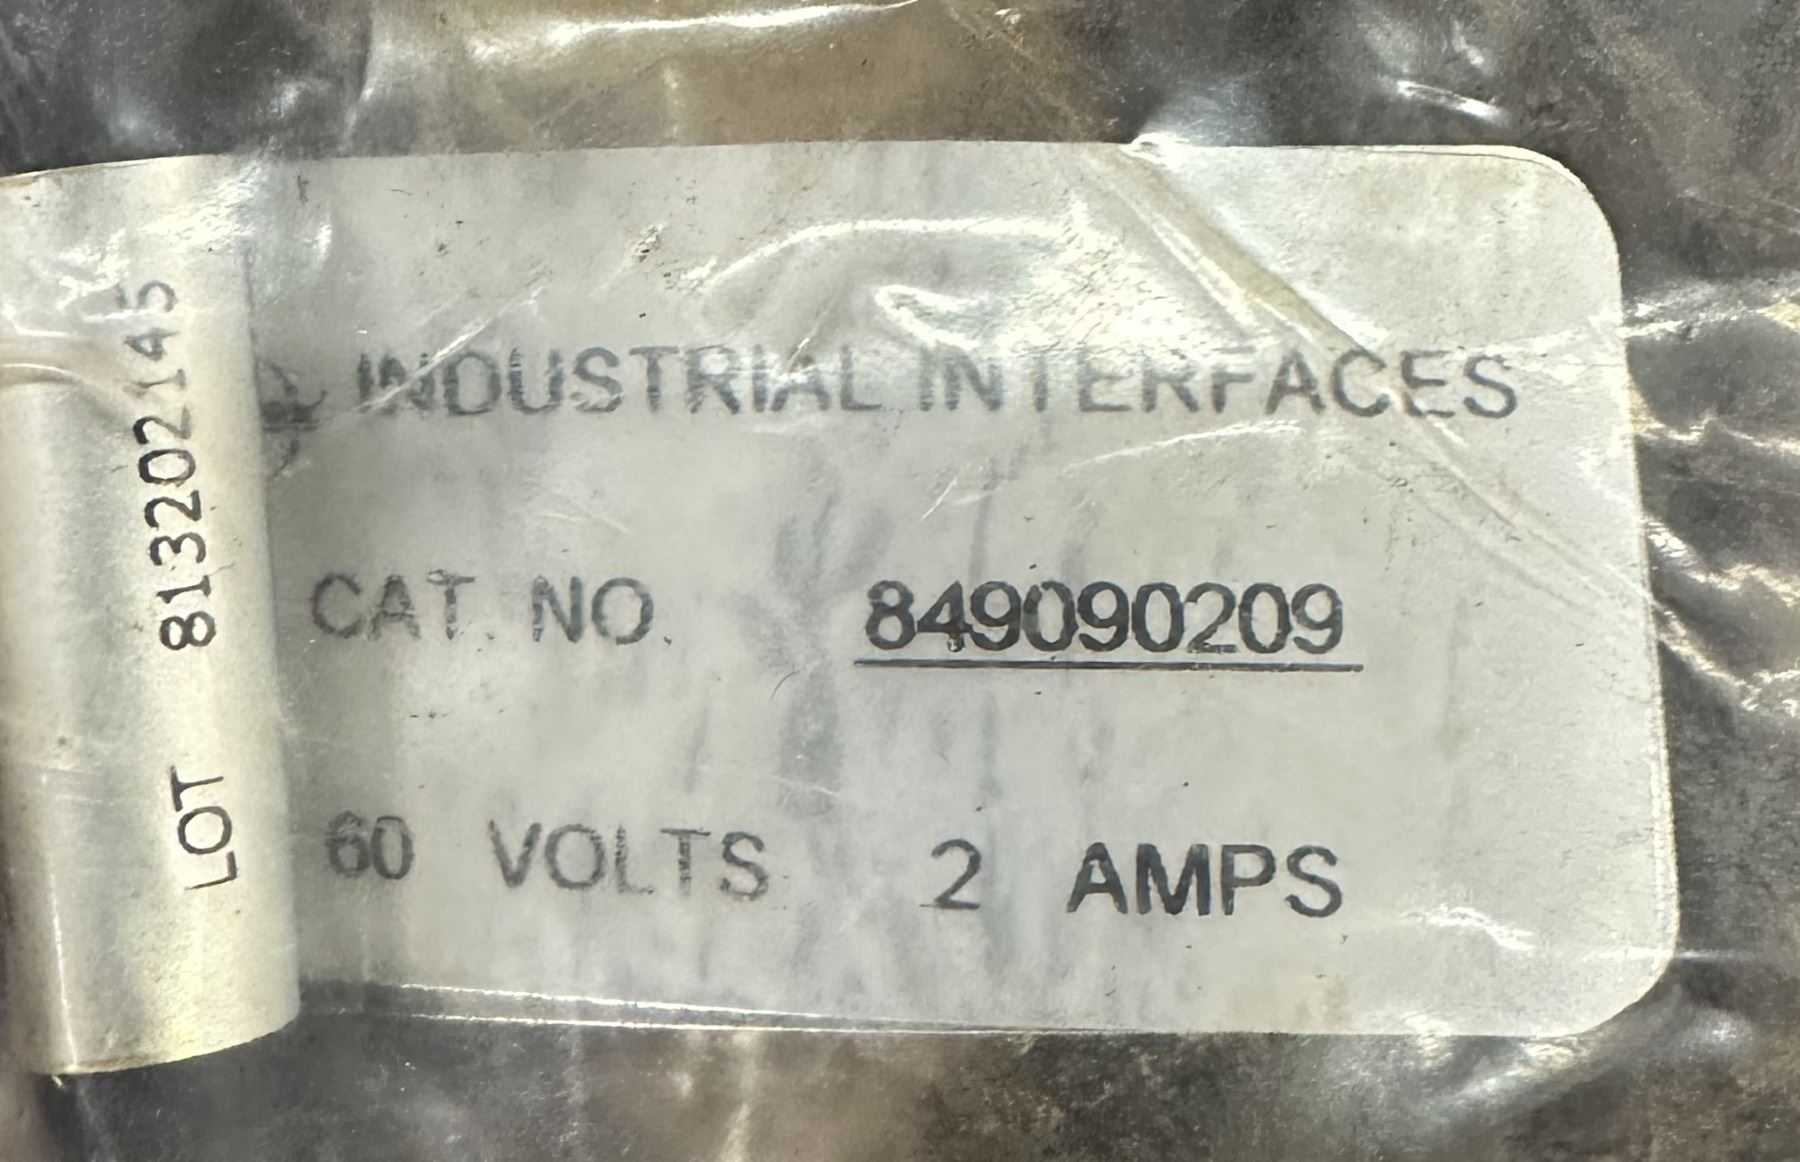 INDUSTRIAL INTERFACES
CAT. NO. 849090209
60 VOLTS 2 AMPS
LOT 813202145